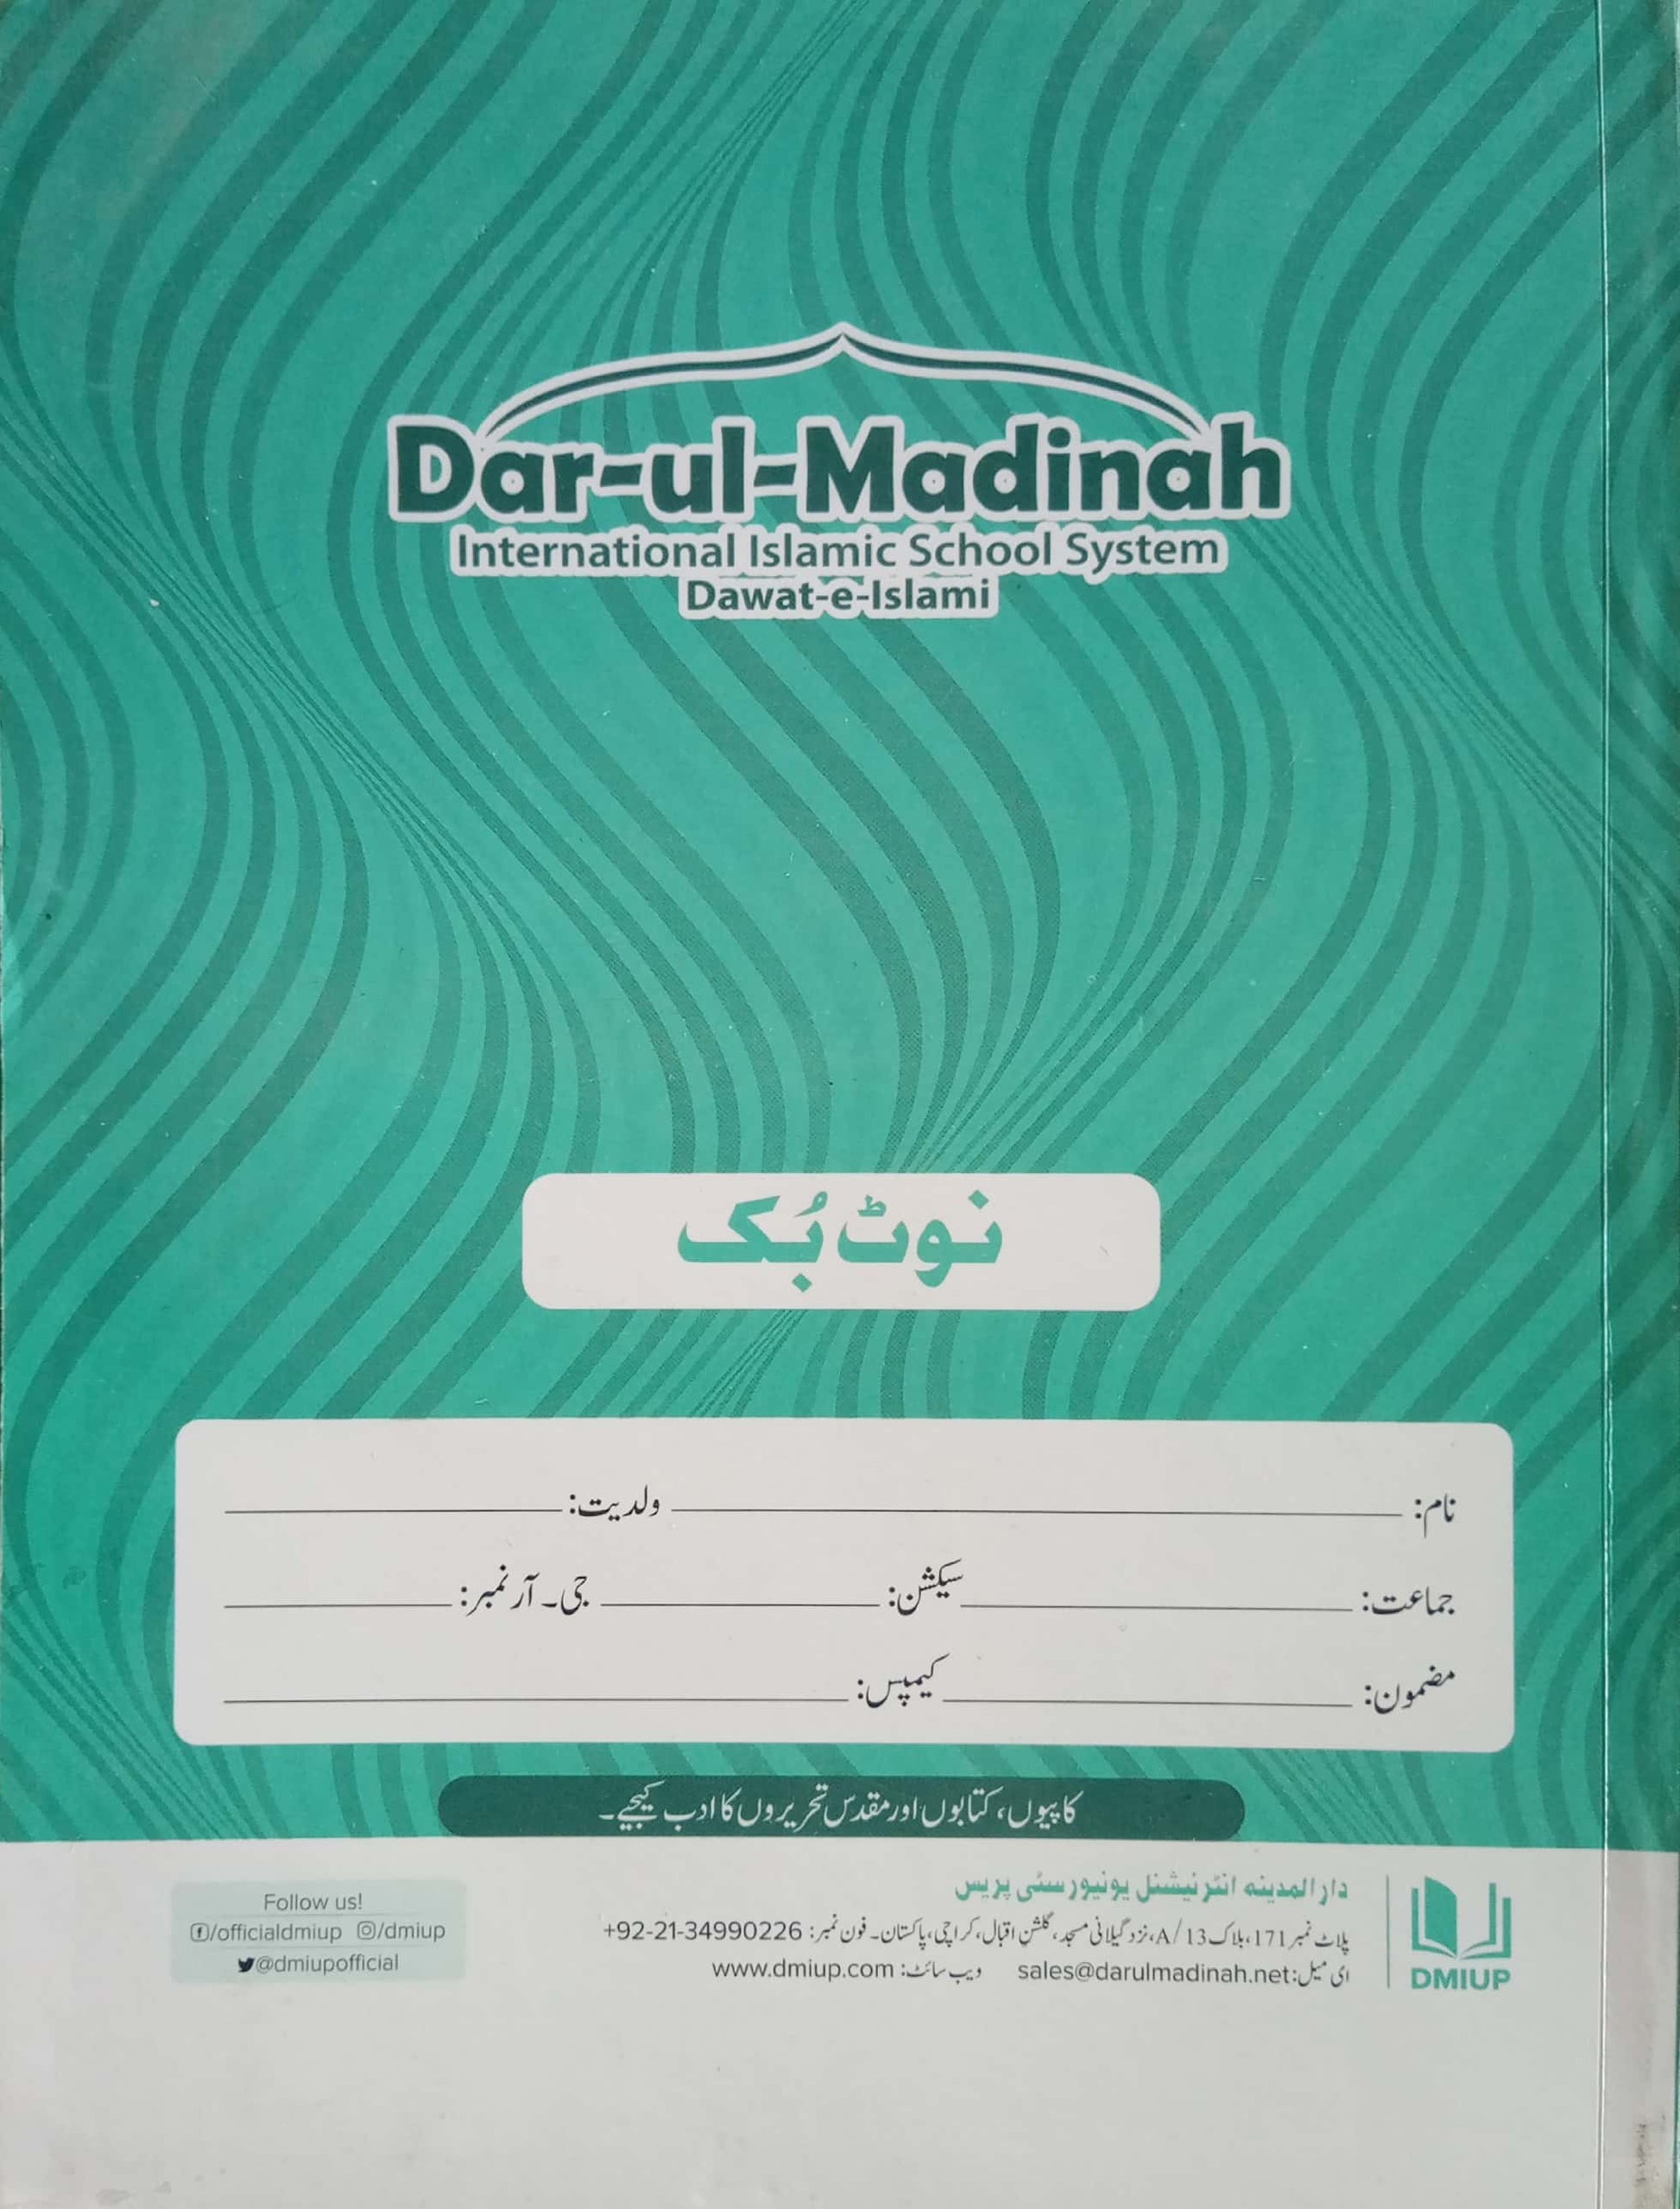 Dar-ul-Madinah
International Islamic School System
Dawat-e-Islami
نوٹ بُک
نام: ولدیت:
جماعت: سیکشن: جی۔ آر نمبر:
مضمون: کیمپس:
کاپیوں، کتابوں اور مقدس تحریروں کا ادب کیجیے۔
دار المدینہ انٹرنیشنل یونیورسٹی پریس
پلاٹ نمبر 171، بلاک 13/A، نزد گیلانی مسجد، گلشنِ اقبال، کراچی، پاکستان۔ فون نمبر: +92-21-34990226
ای میل: sales@darulmadinah.net ویب سائٹ: www.dmiup.com
DMIUP
Follow us!
/officialdmiup /dmiup
@dmiupofficial